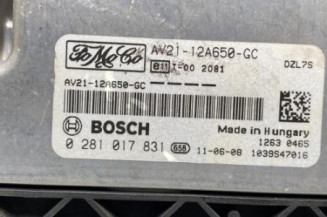 FoMoCo AV21-12A650-GC
e11 I-00 2081 DZL7S
AV21-12A650-GC
BOSCH Made in Hungary
1263 0465
0 281 017 831 658 11-06-08 1039S47016